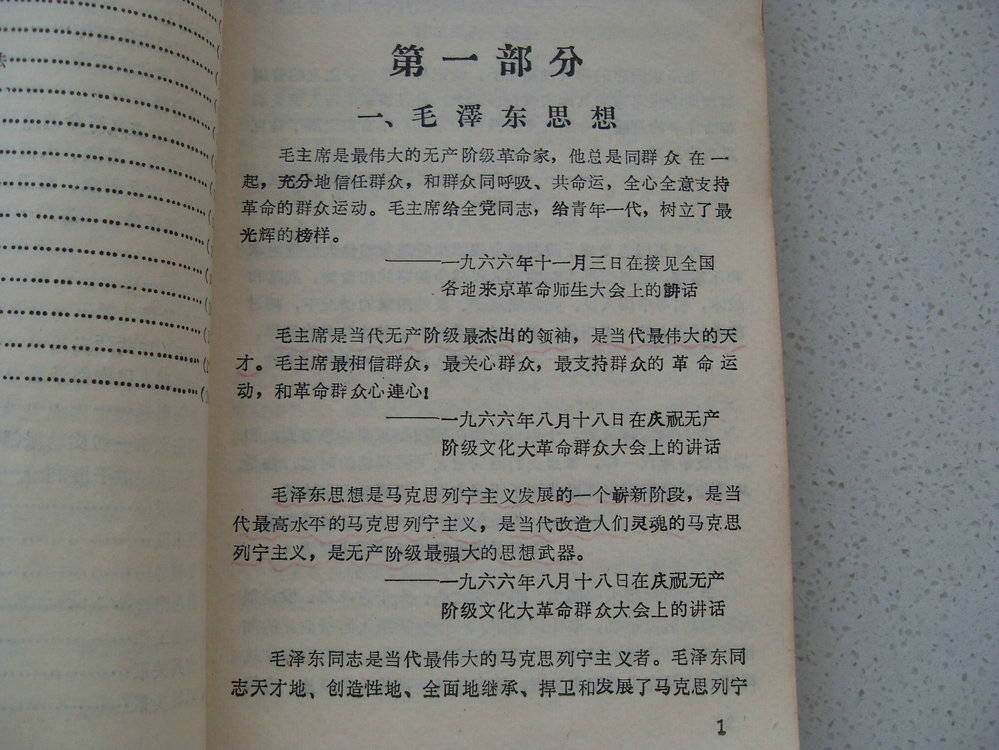 第一部分
一、毛澤东思想
毛主席是最伟大的无产阶级革命家，他总是同群众在一
起，充分地信任群众，和群众同呼吸、共命运，全心全意支持
革命的群众运动。毛主席给全党同志，给青年一代，树立了最
光辉的榜样。
——一九六六年十一月三日在接见全国
各地来京革命师生大会上的講话
毛主席是当代无产阶级最杰出的领袖，是当代最伟大的天
才。毛主席最相信群众，最关心群众，最支持群众的革命运
动，和革命群众心連心！
——一九六六年八月十八日在庆祝无产
阶级文化大革命群众大会上的讲话
毛泽东思想是马克思列宁主义发展的一个崭新阶段，是当
代最高水平的马克思列宁主义，是当代改造人们灵魂的马克思
列宁主义，是无产阶级最强大的思想武器。
——一九六六年八月十八日在庆祝无产
阶级文化大革命群众大会上的讲话
毛泽东同志是当代最伟大的马克思列宁主义者。毛泽东同
志天才地、创造性地、全面地继承、捍卫和发展了马克思列宁
1